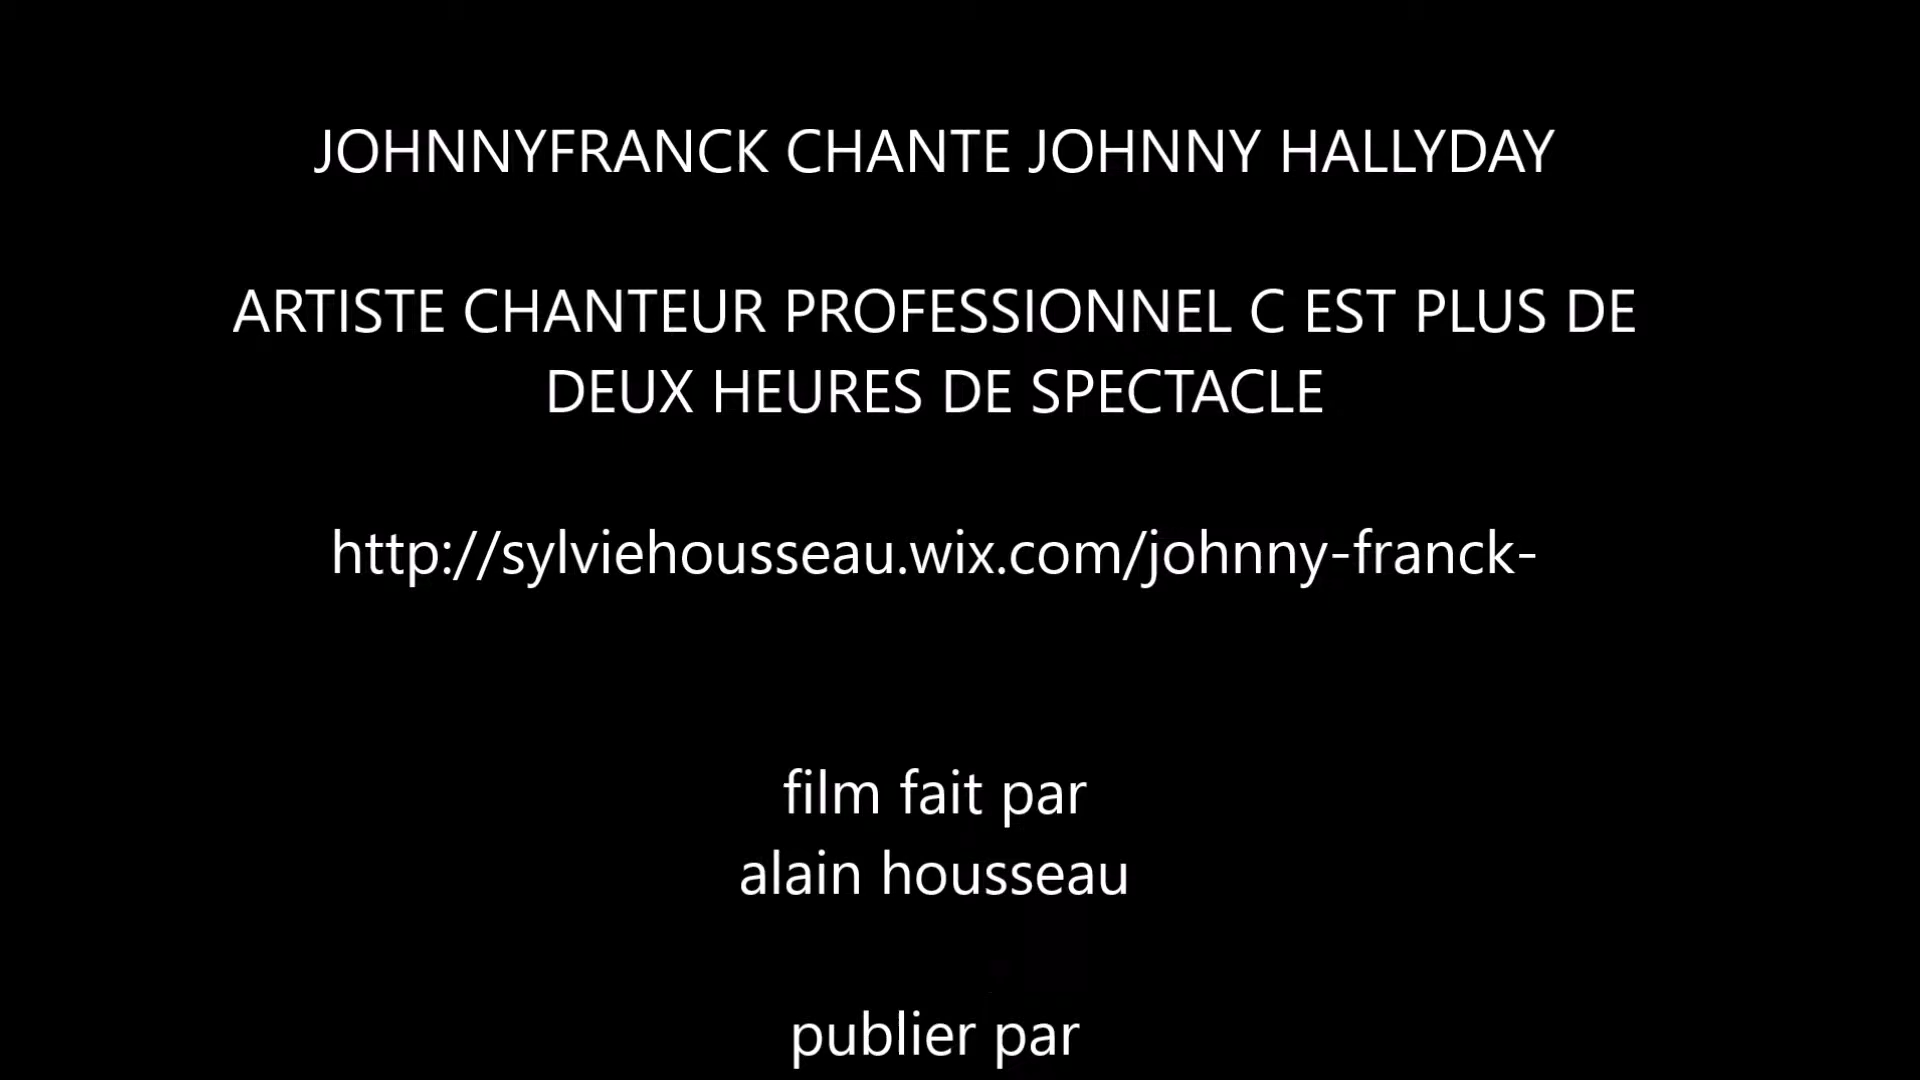 JOHNNYFRANCK CHANTE JOHNNY HALLYDAY
ARTISTE CHANTEUR PROFESSIONNEL C EST PLUS DE
DEUX HEURES DE SPECTACLE
http://sylviehousseau.wix.com/johnny-franck-
film fait par
alain housseau
publier par